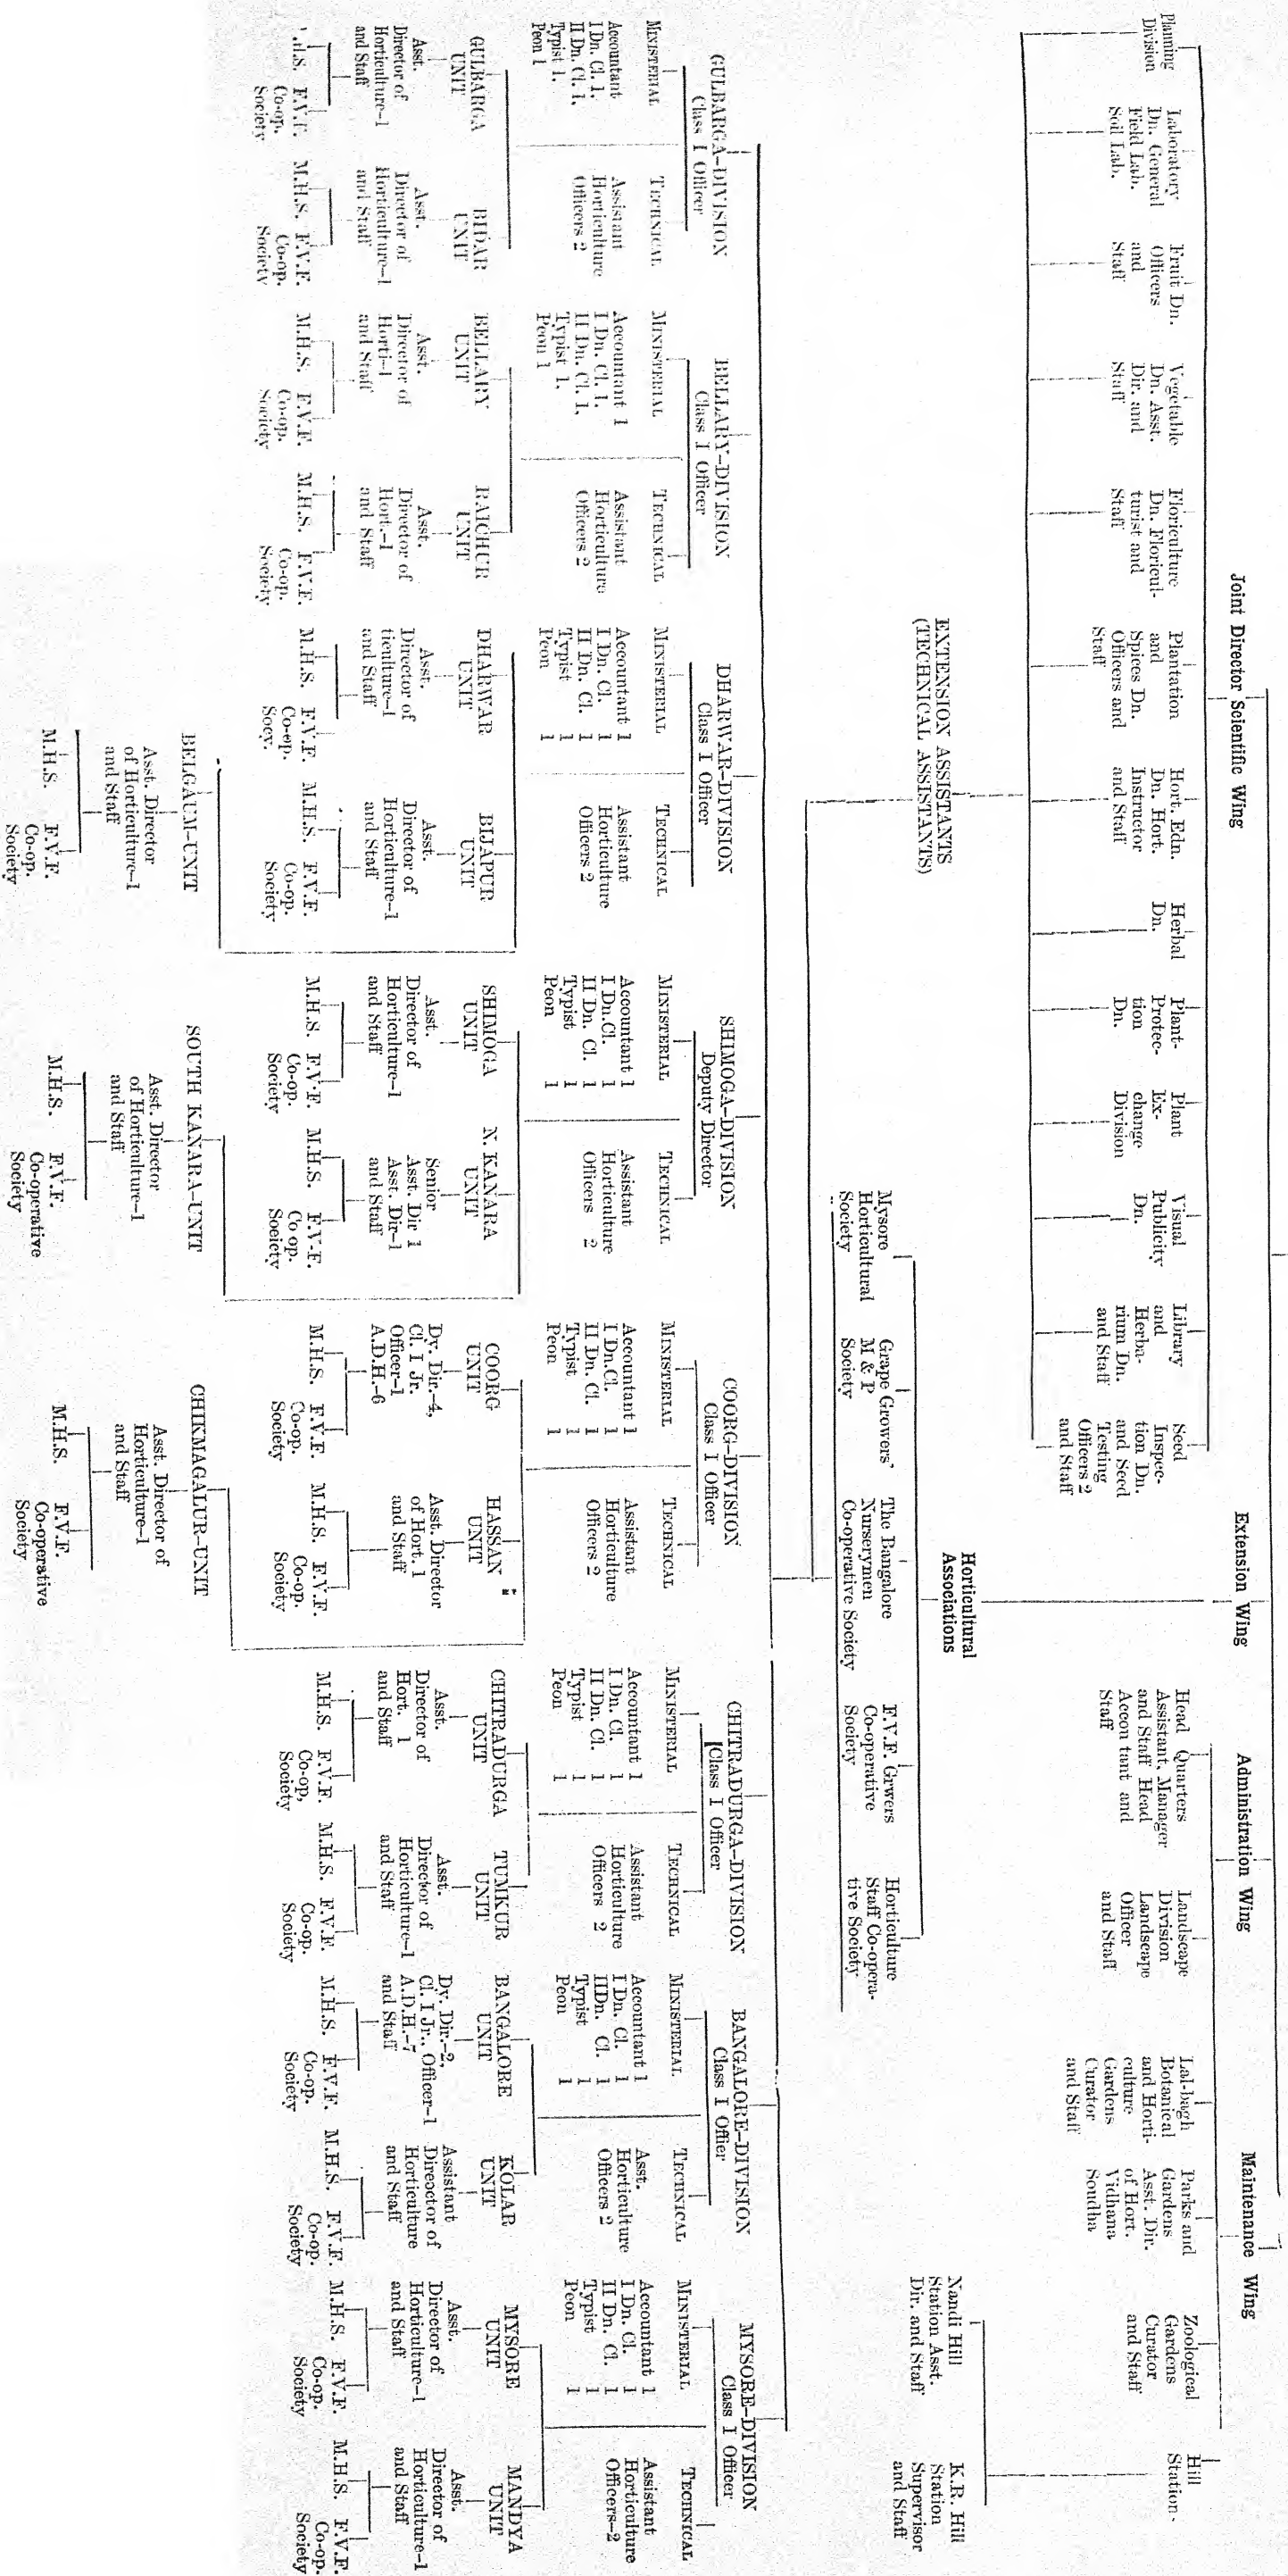 Joint Director Scientific Wing
Extension Wing
Administration Wing
Maintenance Wing
Planning
Division
Laboratory
Dn. General
Field Lab.
Soil Lab.
Fruit Dn.
Officers
and
Staff
Vegetable
Dn. Asst.
Dir. and
Staff
Floriculture
Dn. Floricul-
turist and
Staff
Plantation
and
Spices Dn.
Officers and
Staff
Hort. Edn.
Dn. Hort.
Instructor
and Staff
Herbal
Dn.
Plant-
Protec-
tion
Dn.
Plant
Ex-
change
Division
Visual
Publicity
Dn.
Library
and
Herba-
rium Dn.
and Staff
Seed
Inspec-
tion Dn.
and Seed
Testing
Officers 2
and Staff
Head Quarters
Assistant, Manager
and Staff Head
Accon tant and
Staff
Landscape
Division
Landscape
Officer
and Staff
Lal-bagh
Botanical
and Horti-
culture
Gardens
Curator
and Staff
Parks and
Gardens
Asst. Dir.
of Hort.
Vidhana
Soudha
Zoological
Gardens
Curator
and Staff
Hill
Station
EXTENSION ASSISTANTS
(TECHNICAL ASSISTANTS)
Horticultural
Associations
Nandi Hill
Station Asst.
Dir. and Staff
K.R. Hill
Station
Supervisor
and Staff
Mysore
Horticultural
Society
Grape Growers'
M & P
Society
The Bangalore
Nurserymen
Co-operative Society
F.V.F. Grwers
Co-operative
Society
Horticulture
Staff Co-opera-
tive Society
GULBARGA-DIVISION
Class I Officer
MINISTERIAL
Accountant
I Dn. Cl. 1.
II Dn. Cl. 1.
Typist 1.
Peon 1
TECHNICAL
Assistant
Horticulture
Officers 2
GULBARGA
UNIT
Asst.
Director of
Horticulture-1
and Staff
F.V.F.
Co-op.
Society
BIDAR
UNIT
Asst.
Director of
Horticulture-1
and Staff
M.H.S. F.V.F.
Co-op.
Society
BELLARY-DIVISION
Class I Officer
MINISTERIAL
Accountant 1
I Dn. Cl. 1.
II Dn. Cl. 1.
Typist 1.
Peon 1
TECHNICAL
Assistant
Horticulture
Officers 2
BELLARY
UNIT
Asst.
Director of
Horti-1
and Staff
M.H.S. F.V.F.
Co-op.
Society
RAICHUR
UNIT
Asst.
Director of
Hort.-1
and Staff
M.H.S. F.V.F.
Co-op.
Society
DHARWAR-DIVISION
Class I Officer
MINISTERIAL
Accountant 1
I Dn. Cl. 1
II Dn. Cl. 1
Typist 1
Peon 1
TECHNICAL
Assistant
Horticulture
Officers 2
DHARWAR
UNIT
Asst.
Director of
ticulture-1
and Staff
M.H.S. F.V.F.
Co-op.
Socy.
BIJAPUR
UNIT
Asst.
Director of
Horticulture-1
and Staff
M.H.S. F.V.F.
Co-op.
Society
BELGAUM-UNIT
Asst. Director
of Horticulture-1
and Staff
M.H.S. F.V.F.
Co-op.
Society
SHIMOGA-DIVISION
Deputy Director
MINISTERIAL
Accountant 1
I Dn.Cl. 1
II Dn. Cl. 1
Typist 1
Peon 1
TECHNICAL
Assistant
Horticulture
Officers 2
SHIMOGA
UNIT
Asst.
Director of
Horticulture-1
and Staff
M.H.S. F.V.F.
Co-op.
Society
N. KANARA
UNIT
Senior
Asst. Dir 1
Asst. Dir-1
and Staff
M.H.S. F.V.F.
Co op.
Society
SOUTH KANARA-UNIT
Asst. Director
of Horticulture-1
and Staff
M.H.S. F.V.F.
Co-operative
Society
COORG-DIVISION
Class I Officer
MINISTERIAL
Accountant 1
I Dn.Cl. 1
II Dn. Cl. 1
Typist 1
Peon 1
TECHNICAL
Assistant
Horticulture
Officers 2
COORG
UNIT
Dy. Dir.-4,
Cl. I Jr.
Officer-1
A.D.H.-6
M.H.S. F.V.F.
Co-op.
Society
HASSAN
UNIT
Asst. Director
of Hort. 1
and Staff
M.H.S. F.V.F.
Co-op.
Society
CHIKMAGALUR-UNIT
Asst. Director of
Horticulture-1
and Staff
M.H.S. F.V.F.
Co-operative
Society
CHITRADURGA-DIVISION
Class I Officer
MINISTERIAL
Accountant 1
I Dn. Cl. 1
II Dn. Cl. 1
Typist 1
Peon 1
TECHNICAL
Assistant
Horticulture
Officers 2
CHITRADURGA
UNIT
Asst.
Director of
Hort. 1
and Staff
M.H.S. F.V.F.
Co-op,
Society
TUMKUR
UNIT
Asst.
Director of
Horticulture-1
and Staff
M.H.S. F.V.F.
Co-op.
Society
BANGALORE-DIVISION
Class I Offier
MINISTERIAL
Accountant 1
I Dn. Cl. 1
IIDn. Cl. 1
Typist 1
Peon 1
TECHNICAL
Asst.
Horticulture
Officers 2
BANGALORE
UNIT
Dy. Dir.-2,
Cl. I Jr., Officer-1
A.D.H.-7
and Staff
M.H.S. F.V.F.
Co-op.
Society
KOLAR
UNIT
Assistant
Director of
Horticulture
and Staff
M.H.S. F.V.F.
Co-op.
Society
MYSORE-DIVISION
Class I Officer
MINISTERIAL
Accountant 1
I Dn. Cl. 1
II Dn. Cl. 1
Typist 1
Peon 1
TECHNICAL
Assistant
Horticulture
Officers-2
MYSORE
UNIT
Asst.
Director of
Horticulture-1
and Staff
M.H.S. F.V.F.
Co-op.
Society
MANDYA
UNIT
Asst.
Director of
Horticulture-1
and Staff
M.H.S. F.V.F.
Co-op.
Society